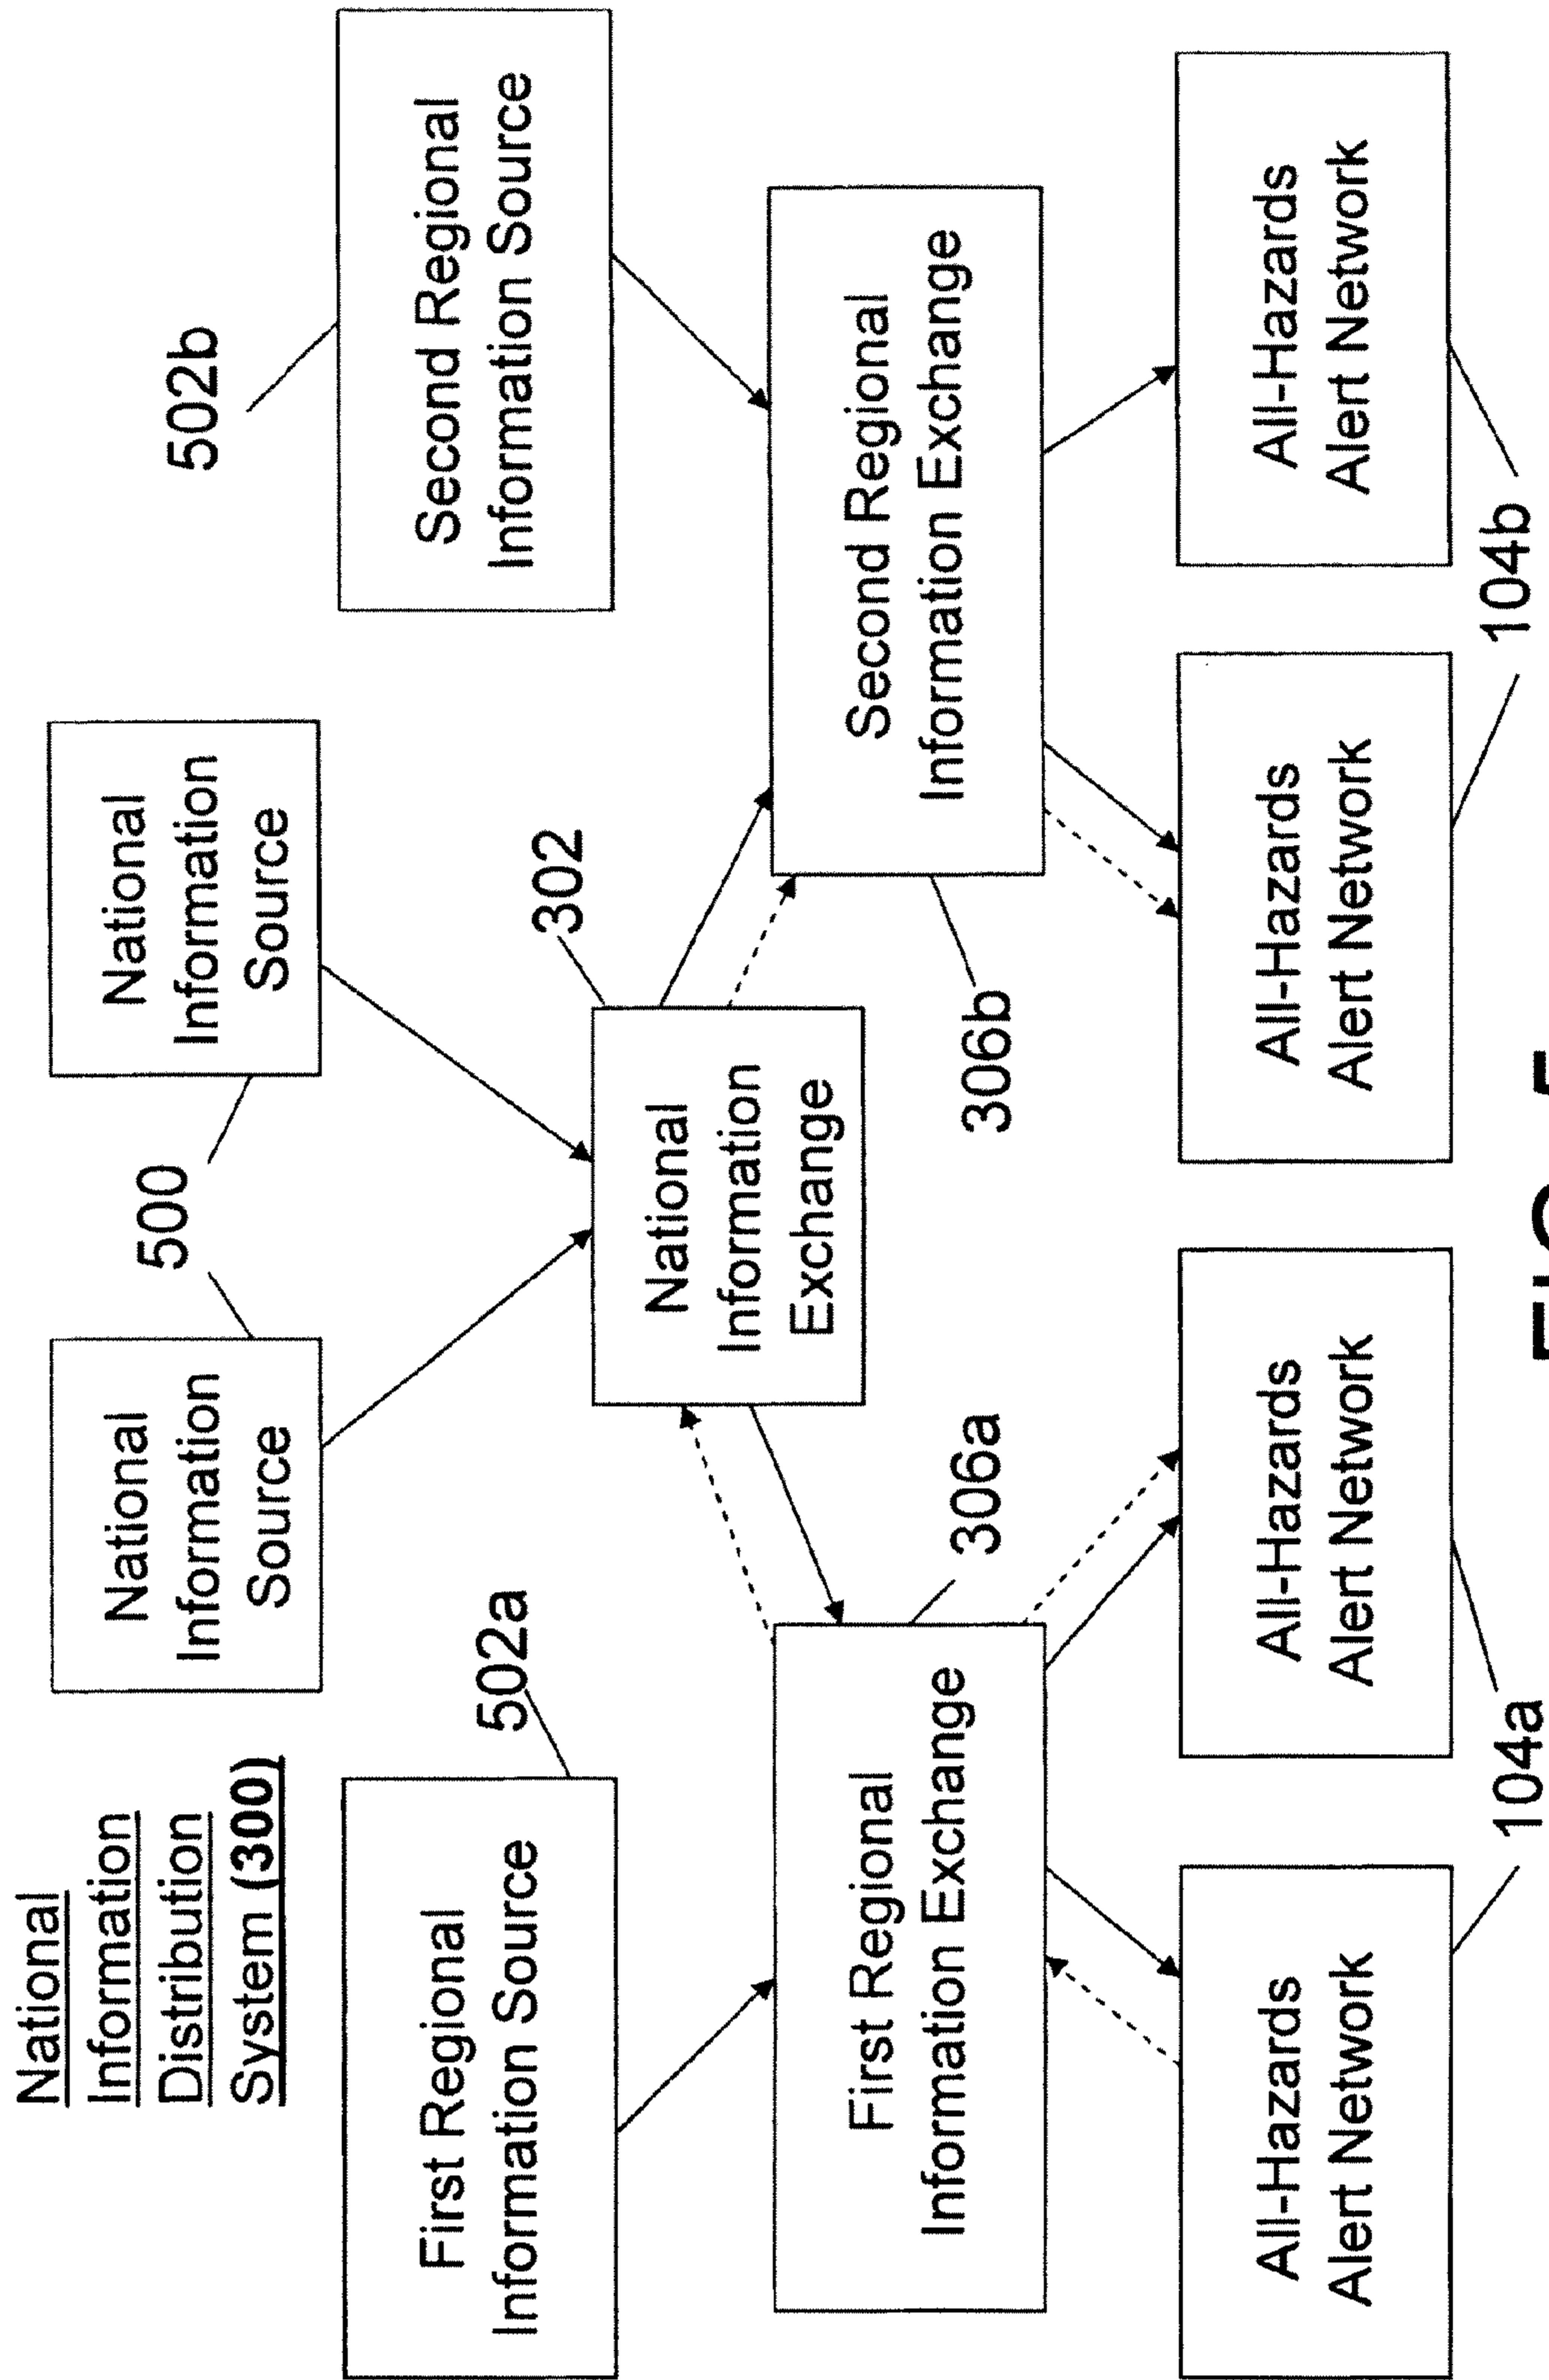 National
Information
Distribution
System (300)
500
National
Information
Source
National
Information
Source
502b
First Regional
Information Source
502a
Second Regional
Information Source
302
National
Information
Exchange
First Regional
Information Exchange
306a
306b
Second Regional
Information Exchange
All-Hazards
Alert Network
All-Hazards
Alert Network
All-Hazards
Alert Network
All-Hazards
Alert Network
104a
104b